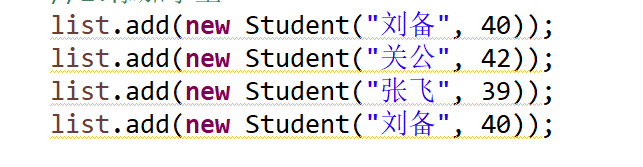 list.add(new Student("刘备", 40));
list.add(new Student("关公", 42));
list.add(new Student("张飞", 39));
list.add(new Student("刘备", 40));